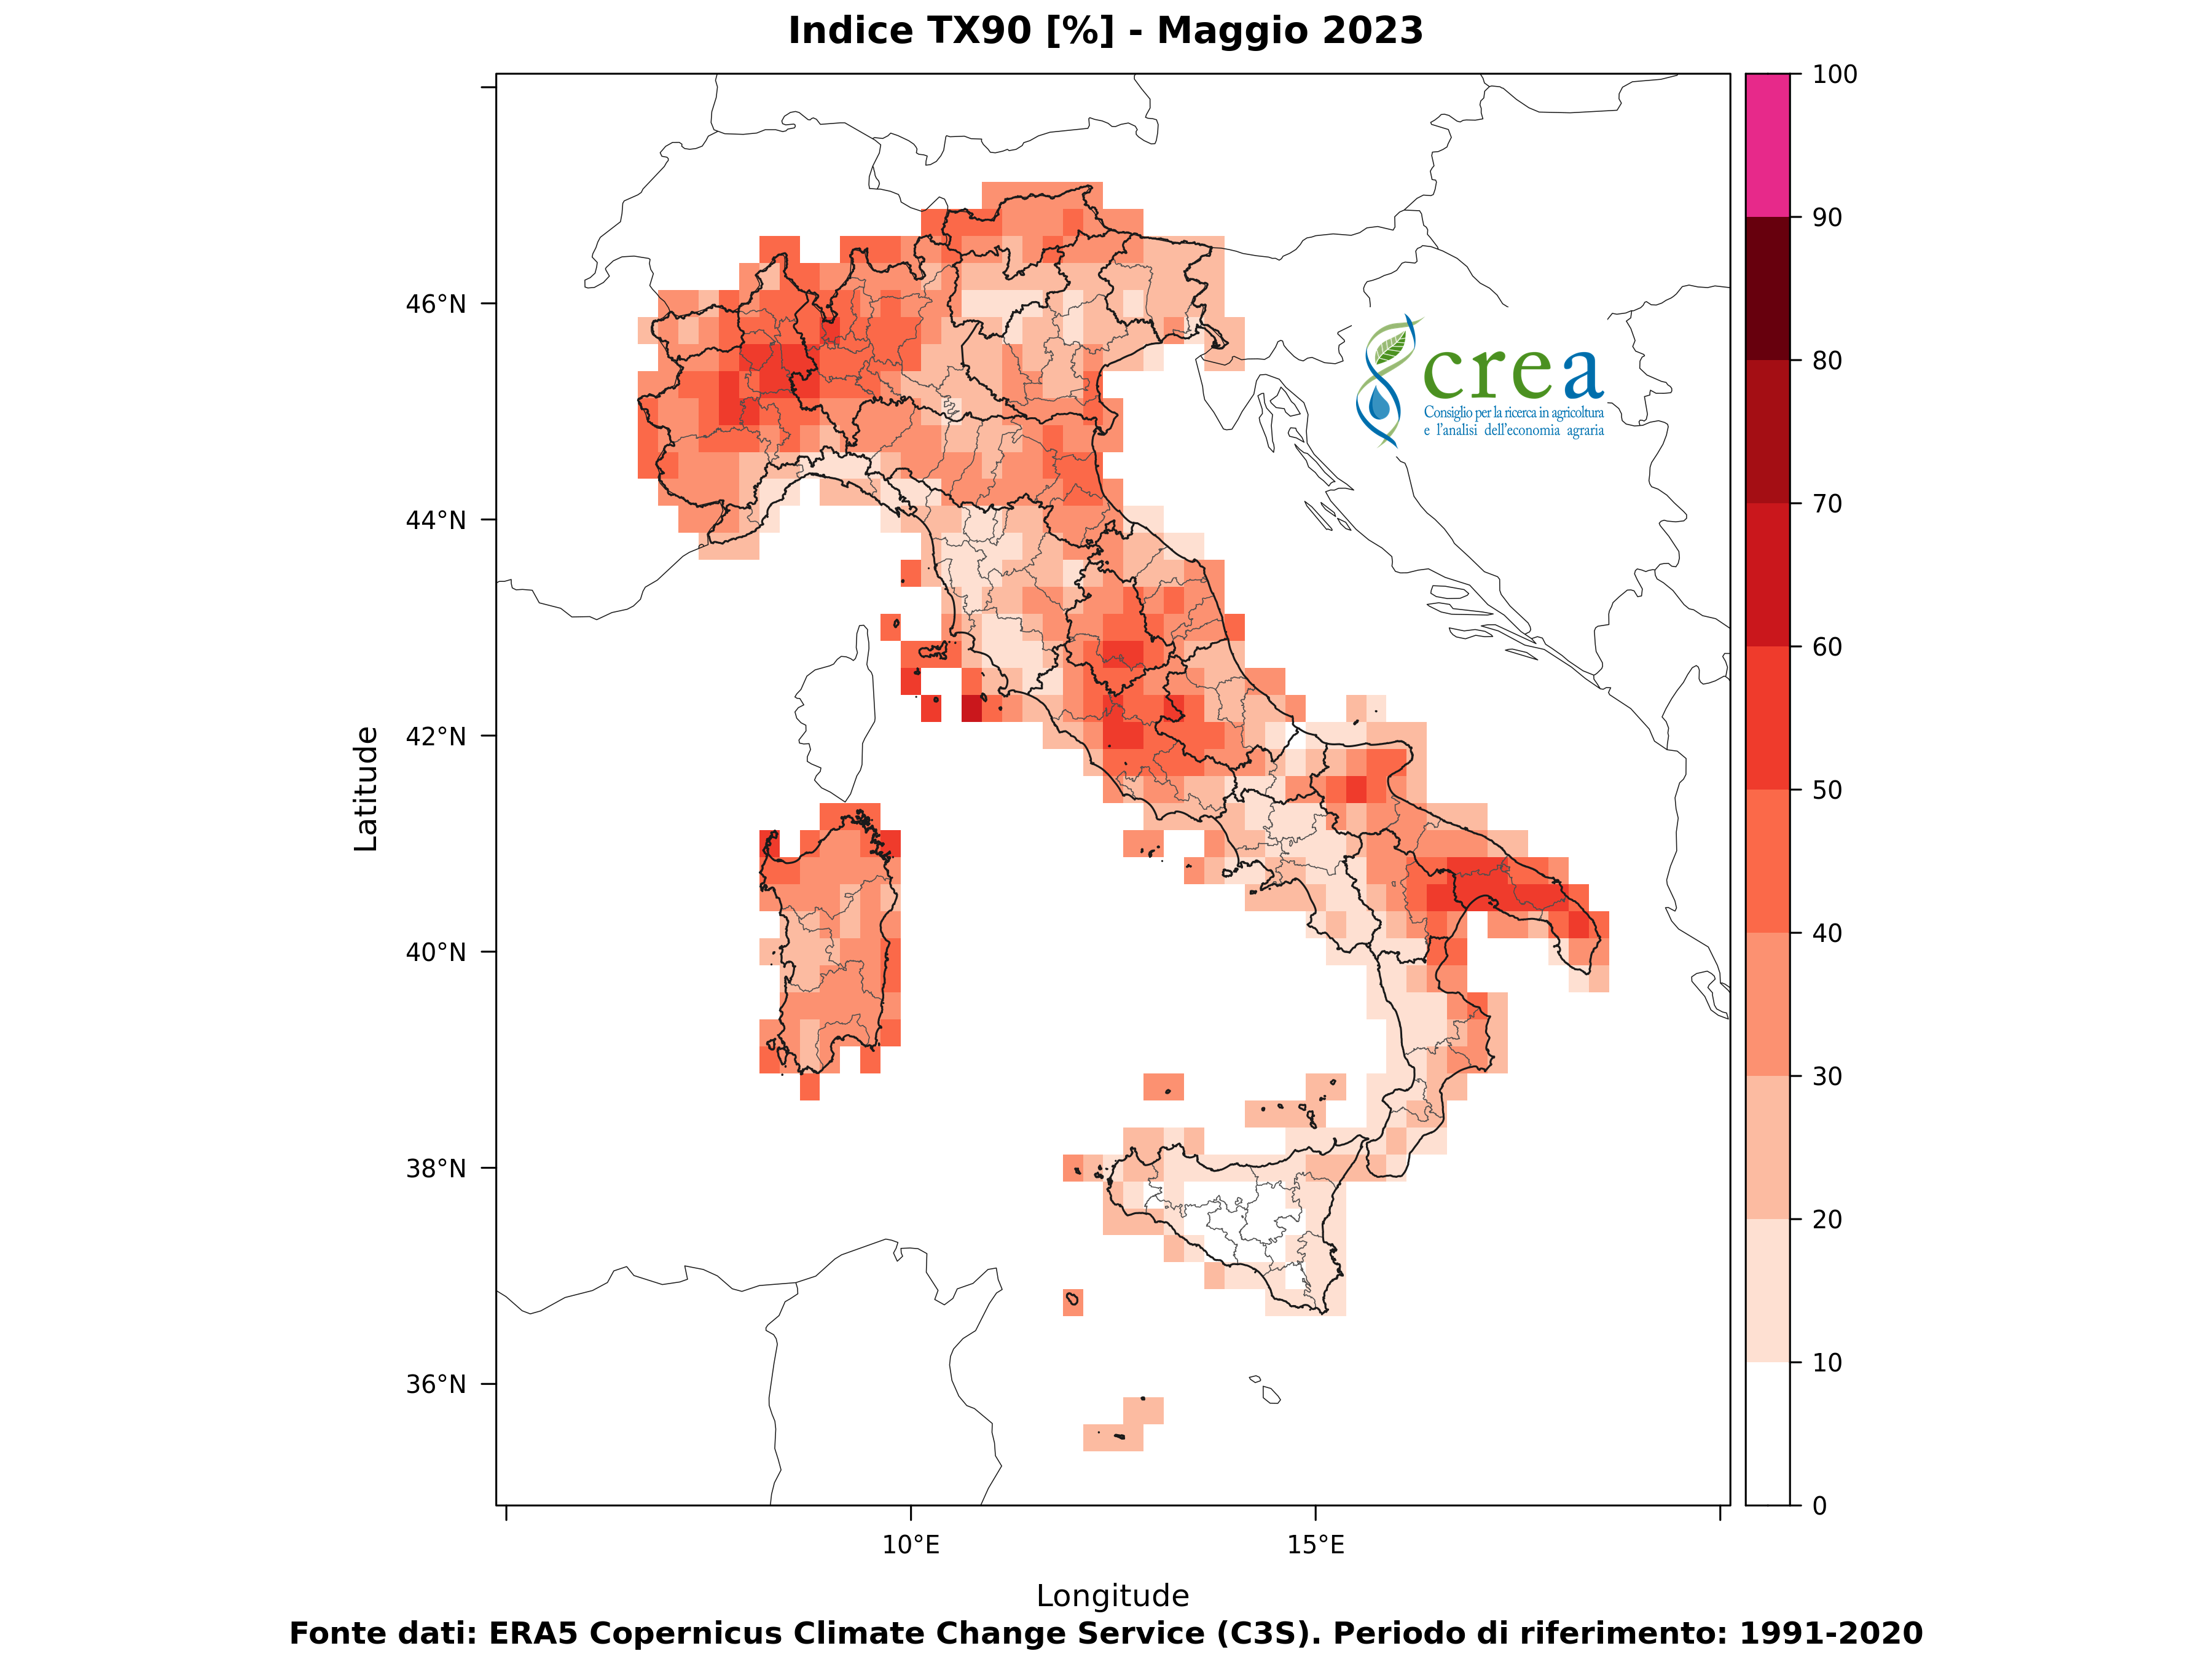 Indice TX90 [%] - Maggio 2023
100
90
80
70
60
50
40
30
20
10
0
46°N
44°N
42°N
40°N
38°N
36°N
Latitude
crea
Consiglio per la ricerca in agricoltura
e l'analisi dell'economia agraria
10°E
15°E
Longitude
Fonte dati: ERA5 Copernicus Climate Change Service (C3S). Periodo di riferimento: 1991-2020